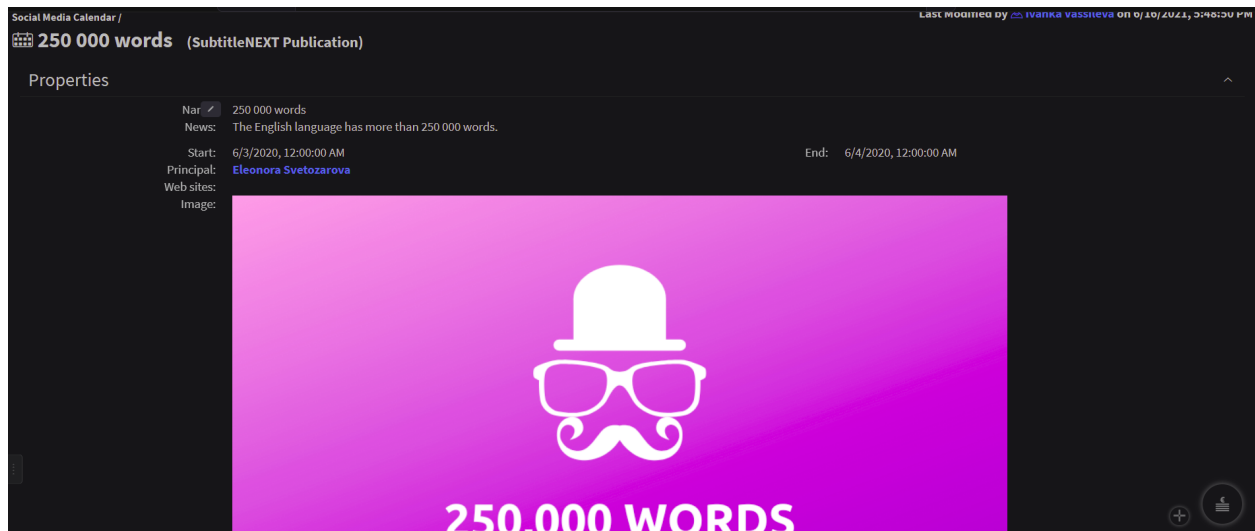 Social Media Calendar /
Last Modified by Ivanka Vassileva on 6/16/2021, 5:48:50 PM
250 000 words (SubtitleNEXT Publication)
Properties
Nar 250 000 words
News: The English language has more than 250 000 words.
Start: 6/3/2020, 12:00:00 AM End: 6/4/2020, 12:00:00 AM
Principal: Eleonora Svetozarova
Web sites:
Image:
250.000 WORDS